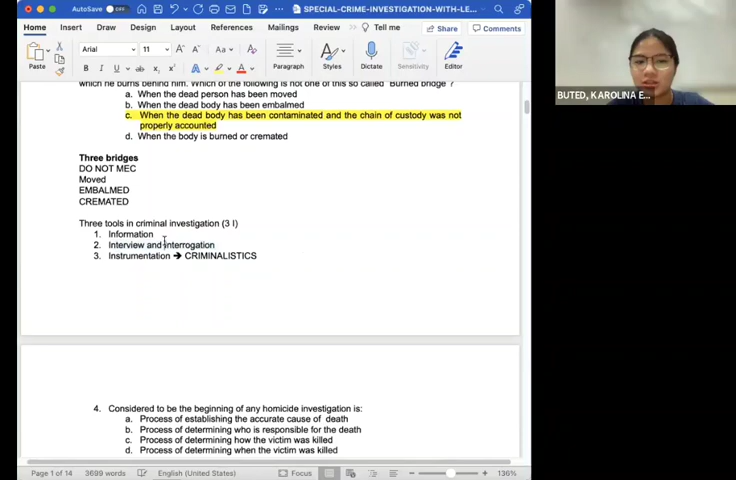 AutoSave OFF
SPECIAL-CRIME-INVESTIGATION-WITH-LE...
Home Insert Draw Design Layout References Mailings Review Tell me Share Comments
Paste Arial 11 Paragraph Styles Dictate Sensitivity Editor
which he burns behind him. Which of the following is not one of this so called 'Burned bridge'?
a. When the dead person has been moved
b. When the dead body has been embalmed
c. When the dead body has been contaminated and the chain of custody was not
properly accounted
d. When the body is burned or cremated
Three bridges
DO NOT MEC
Moved
EMBALMED
CREMATED
Three tools in criminal investigation (3 I)
1. Information
2. Interview and interrogation
3. Instrumentation ➔ CRIMINALISTICS
4. Considered to be the beginning of any homicide investigation is:
a. Process of establishing the accurate cause of death
b. Process of determining who is responsible for the death
c. Process of determining how the victim was killed
d. Process of determining when the victim was killed
Page 1 of 14 3699 words English (United States) Focus 136%
BUTED, KAROLINA E...